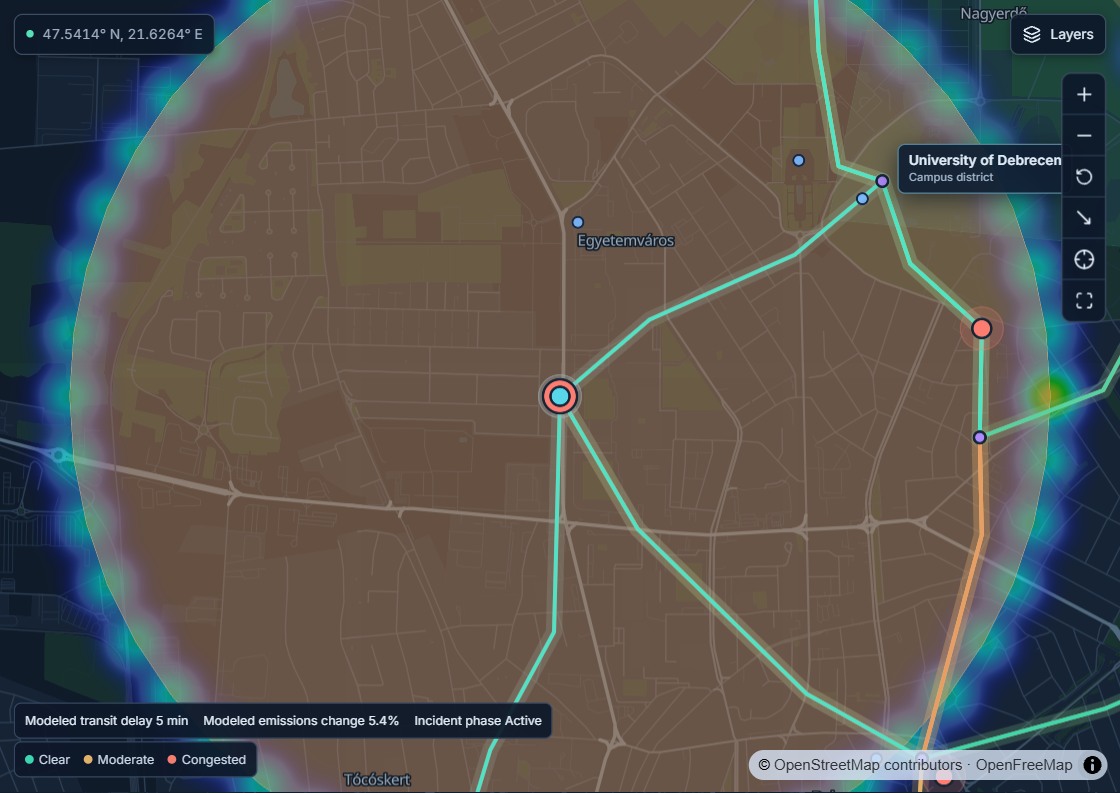 47.5414° N, 21.6264° E
Nagyerdő
Layers
University of Debrecen
Campus district
Egyetemváros
Modeled transit delay 5 min Modeled emissions change 5.4% Incident phase Active
Clear Moderate Congested
Tócóskert
© OpenStreetMap contributors · OpenFreeMap